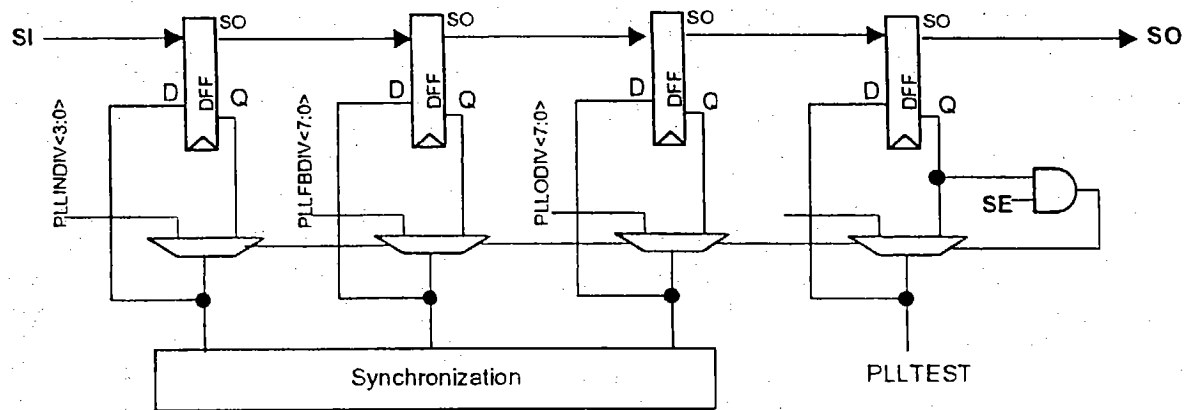 SI
SO
SO
SO
SO
SO
D
DFF
Q
D
DFF
Q
D
DFF
Q
D
DFF
Q
PLLINDIV<3:0>
PLLFBDIV<7:0>
PLLODIV<7:0>
SE
Synchronization
PLLTEST